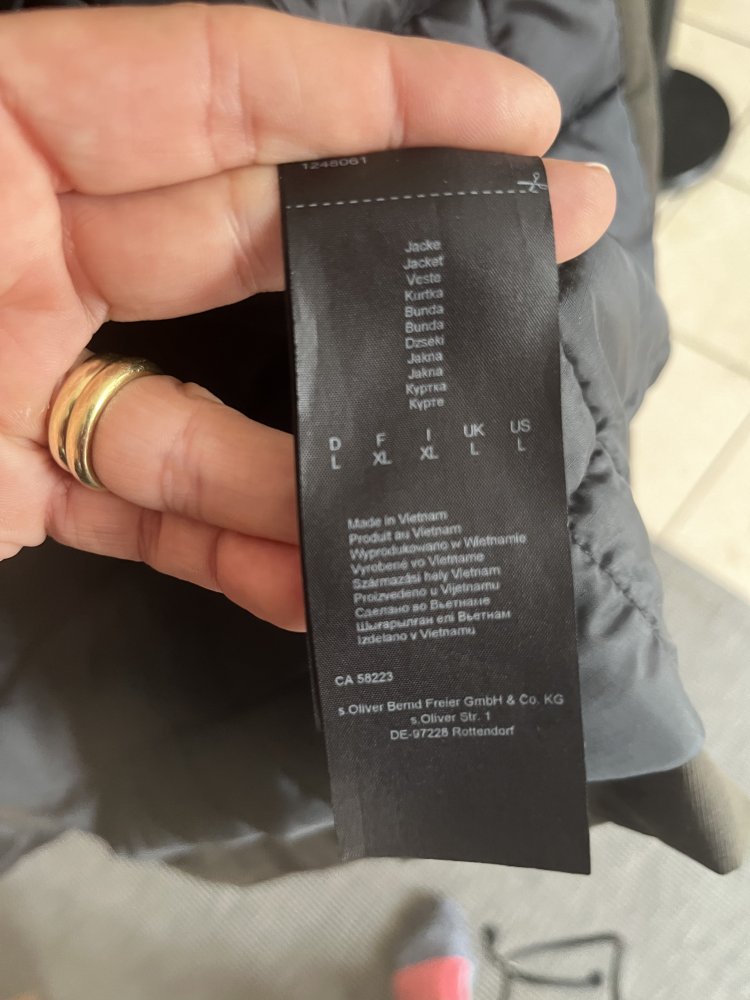 1248061
Jacke
Jacket
Veste
Kurtka
Bunda
Bunda
Dzseki
Jakna
Jakna
Куртка
Курте
D F I UK US
L XL XL L L
Made in Vietnam
Produit au Vietnam
Wyprodukowano w Wietnamie
Vyrobené vo Vietname
Származási hely Vietnam
Proizvedeno u Vijetnamu
Сделано во Вьетнаме
Шығарылған елі Вьетнам
Izdelano v Vietnamu
CA 58223
s.Oliver Bernd Freier GmbH & Co. KG
s.Oliver Str. 1
DE-97228 Rottendorf